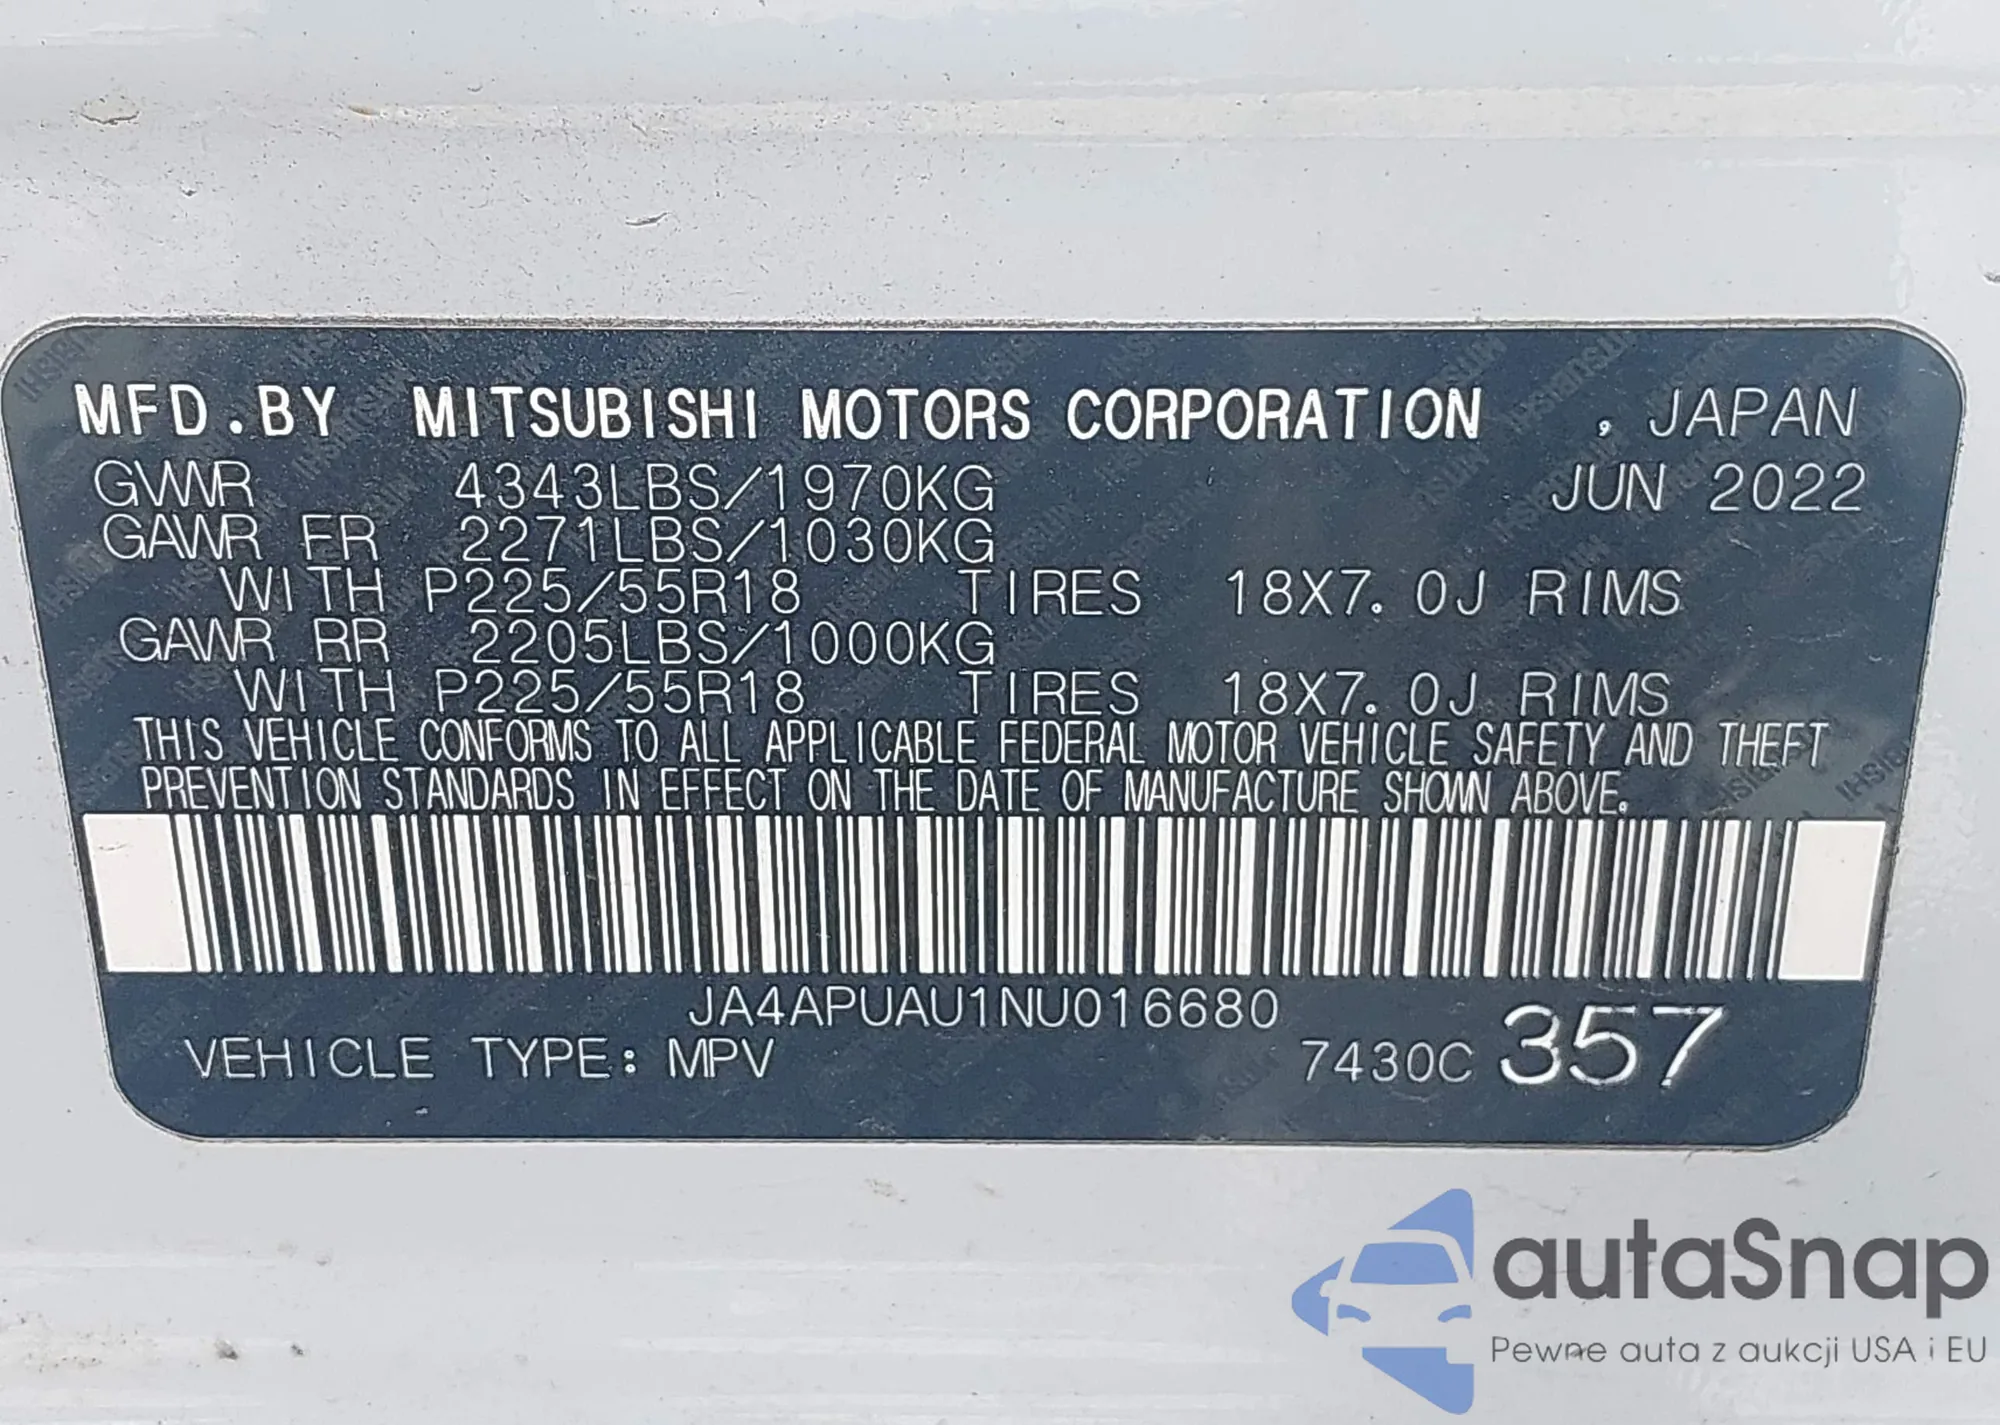 MFD.BY MITSUBISHI MOTORS CORPORATION , JAPAN
GVWR 4343LBS/1970KG JUN 2022
GAWR FR 2271LBS/1030KG
WITH P225/55R18 TIRES 18X7.0J RIMS
GAWR RR 2205LBS/1000KG
WITH P225/55R18 TIRES 18X7.0J RIMS
THIS VEHICLE CONFORMS TO ALL APPLICABLE FEDERAL MOTOR VEHICLE SAFETY AND THEFT
PREVENTION STANDARDS IN EFFECT ON THE DATE OF MANUFACTURE SHOWN ABOVE.
JA4APUAU1NU016680
VEHICLE TYPE: MPV 7430C 357
autaSnap
Pewne auta z aukcji USA i EU